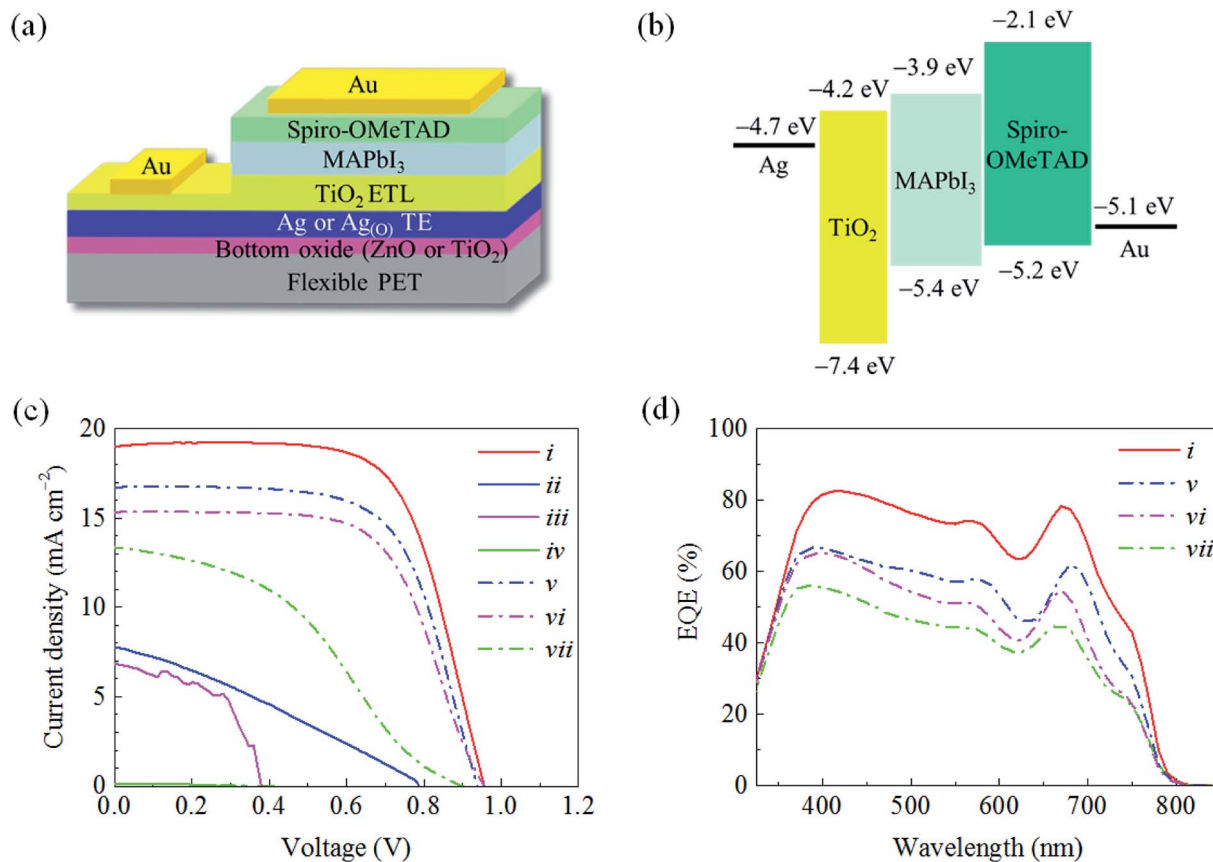 (a)
Au
Spiro-OMeTAD
Au
MAPbI₃
TiO₂ ETL
Ag or Ag(O) TE
Bottom oxide (ZnO or TiO₂)
Flexible PET
(b)
−2.1 eV
−3.9 eV
−4.2 eV
−4.7 eV
Ag
Spiro-
OMeTAD
MAPbI₃
TiO₂
−5.1 eV
Au
−5.2 eV
−5.4 eV
−7.4 eV
(c)
Current density (mA cm⁻²)
20
15
10
5
0
0.0 0.2 0.4 0.6 0.8 1.0 1.2
Voltage (V)
i
ii
iii
iv
v
vi
vii
(d)
EQE (%)
100
80
60
40
20
0
400 500 600 700 800
Wavelength (nm)
i
v
vi
vii